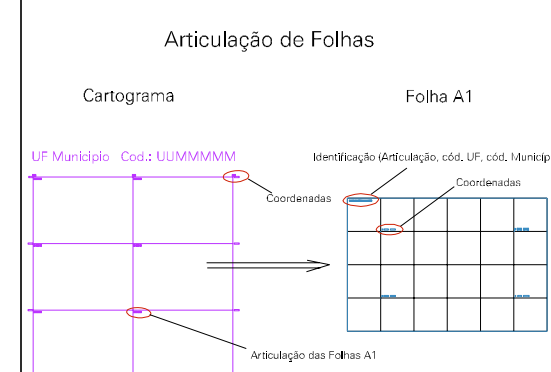 Articulação de Folhas
Cartograma
Folha A1
UF Municipio Cod.: UUMMMMM
Identificação (Articulação, cód. UF, cód. Municíp
Coordenadas
Coordenadas
Articulação das Folhas A1